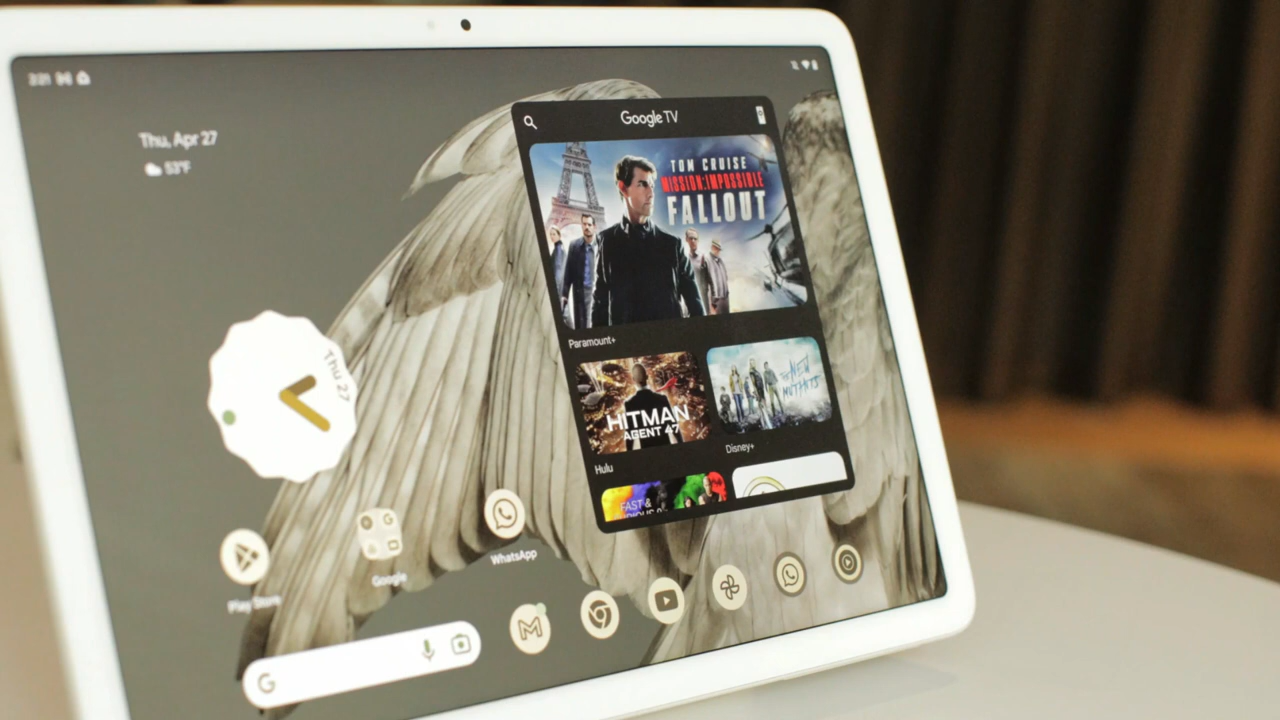 Thu, Apr 27
53°F
Google TV
TOM CRUISE
MISSION:IMPOSSIBLE
FALLOUT
Paramount+
Thu 27
HITMAN
AGENT 47
THE NEW
MUTANTS
Hulu
Disney+
FAST &
WhatsApp
Google
Play Store
G